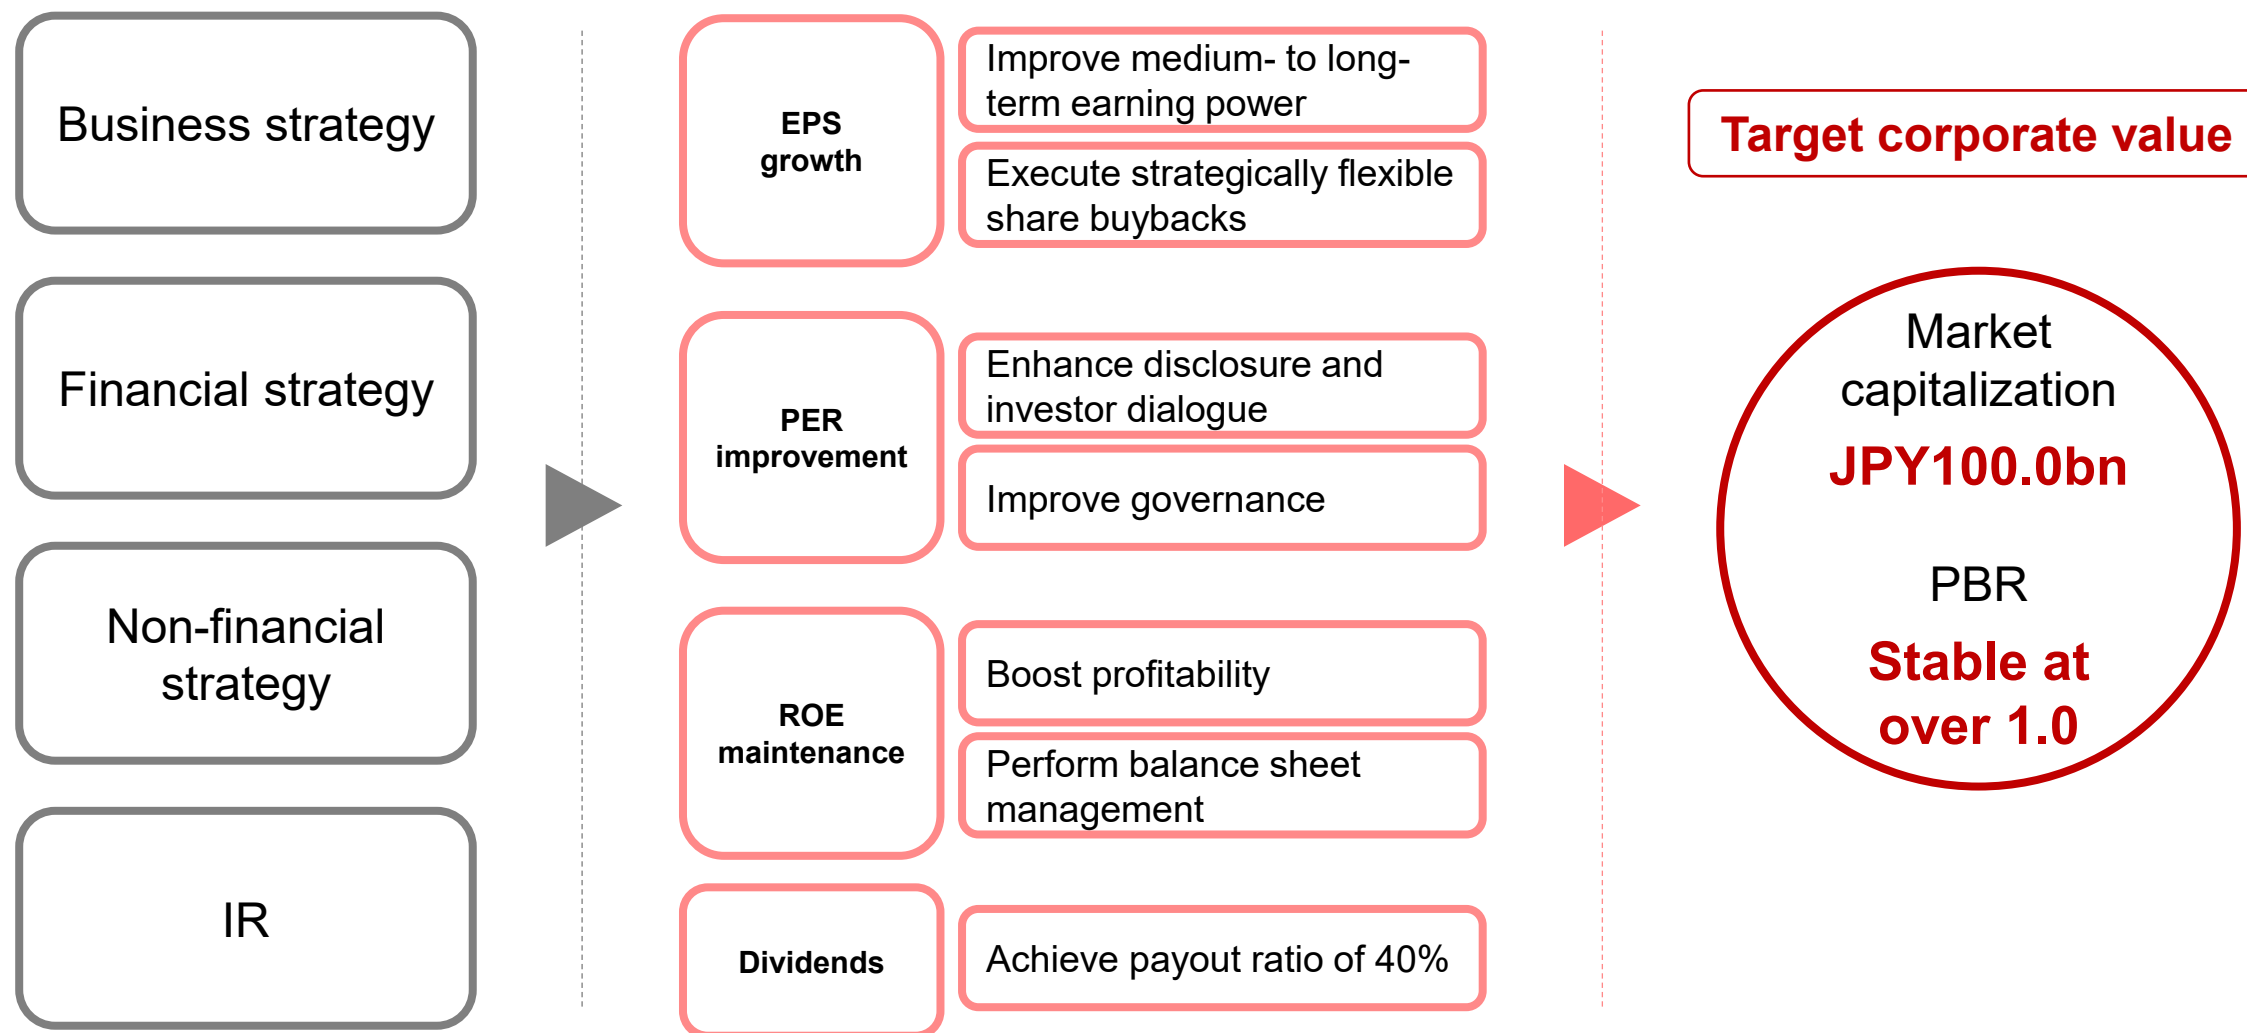 Business strategy
Financial strategy
Non-financial
strategy
IR
EPS
growth
Improve medium- to long-
term earning power
Execute strategically flexible
share buybacks
PER
improvement
Enhance disclosure and
investor dialogue
Improve governance
ROE
maintenance
Boost profitability
Perform balance sheet
management
Dividends
Achieve payout ratio of 40%
Target corporate value
Market
capitalization
JPY100.0bn
PBR
Stable at
over 1.0